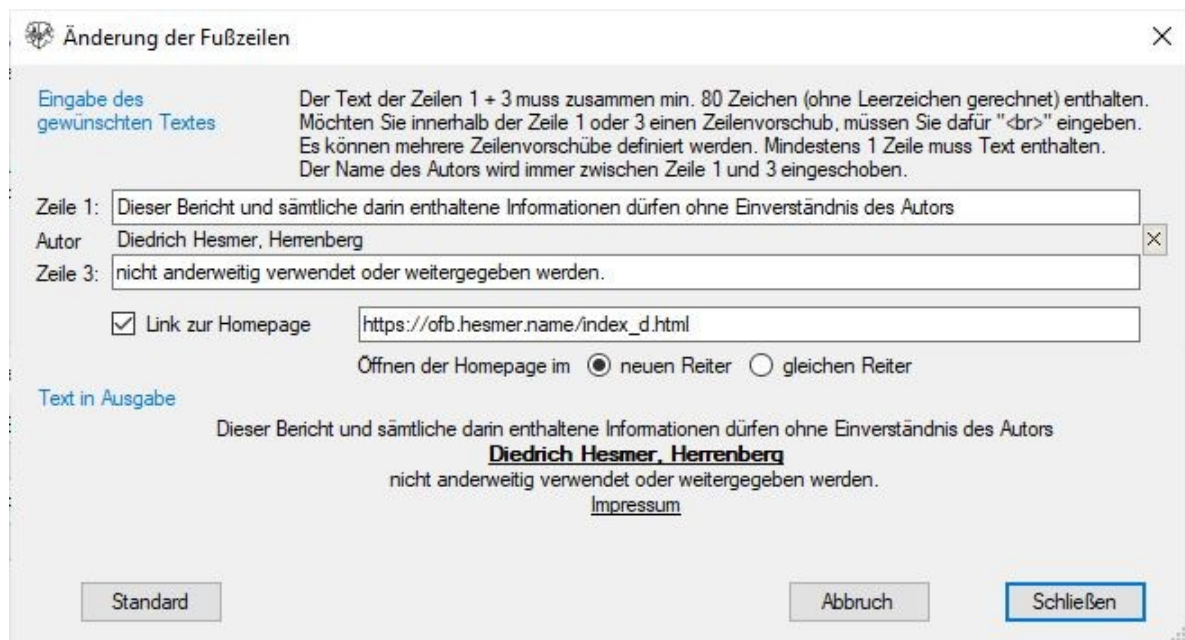 Änderung der Fußzeilen
Eingabe des
gewünschten Textes
Der Text der Zeilen 1 + 3 muss zusammen min. 80 Zeichen (ohne Leerzeichen gerechnet) enthalten.
Möchten Sie innerhalb der Zeile 1 oder 3 einen Zeilenvorschub, müssen Sie dafür "<br>" eingeben.
Es können mehrere Zeilenvorschübe definiert werden. Mindestens 1 Zeile muss Text enthalten.
Der Name des Autors wird immer zwischen Zeile 1 und 3 eingeschoben.
Zeile 1: Dieser Bericht und sämtliche darin enthaltene Informationen dürfen ohne Einverständnis des Autors
Autor Diedrich Hesmer, Herrenberg
Zeile 3: nicht anderweitig verwendet oder weitergegeben werden.
Link zur Homepage https://ofb.hesmer.name/index_d.html
Öffnen der Homepage im neuen Reiter gleichen Reiter
Text in Ausgabe
Dieser Bericht und sämtliche darin enthaltene Informationen dürfen ohne Einverständnis des Autors
Diedrich Hesmer, Herrenberg
nicht anderweitig verwendet oder weitergegeben werden.
Impressum
Standard Abbruch Schließen